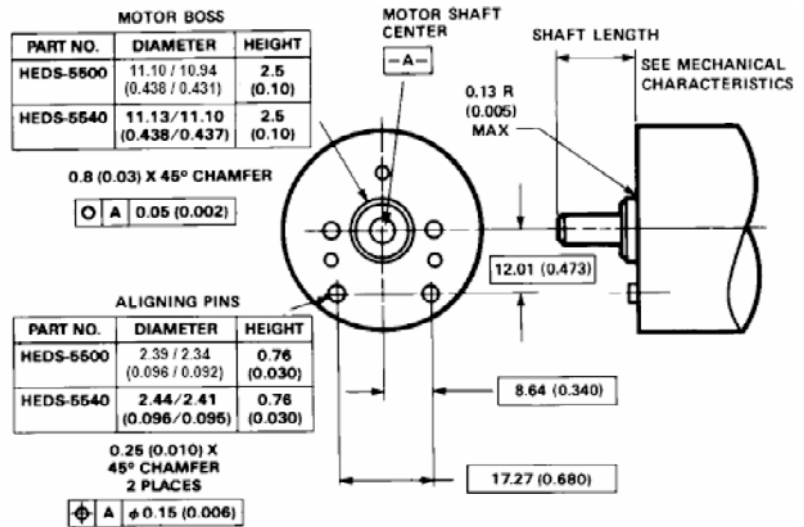 MOTOR BOSS
PART NO. DIAMETER HEIGHT
HEDS-5500 11.10 / 10.94 2.5
(0.438 / 0.431) (0.10)
HEDS-5540 11.13/11.10 2.5
(0.438/0.437) (0.10)
0.8 (0.03) X 45° CHAMFER
○ A 0.05 (0.002)
MOTOR SHAFT
CENTER
-A-
SHAFT LENGTH
SEE MECHANICAL
CHARACTERISTICS
0.13 R
(0.005)
MAX
12.01 (0.473)
ALIGNING PINS
PART NO. DIAMETER HEIGHT
HEDS-5500 2.39 / 2.34 0.76
(0.096 / 0.092) (0.030)
HEDS-5540 2.44/2.41 0.76
(0.096/0.095) (0.030)
0.25 (0.010) X
45° CHAMFER
2 PLACES
⌖ A ϕ 0.15 (0.006)
8.64 (0.340)
17.27 (0.680)